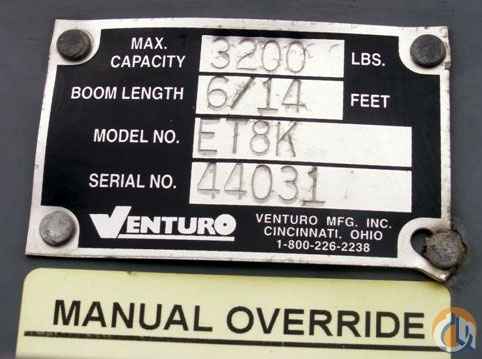 MAX. CAPACITY 3200 LBS.
BOOM LENGTH 6/14 FEET
MODEL NO. ET8K
SERIAL NO. 44031
VENTURO
VENTURO MFG. INC.
CINCINNATI, OHIO
1-800-226-2238
MANUAL OVERRIDE